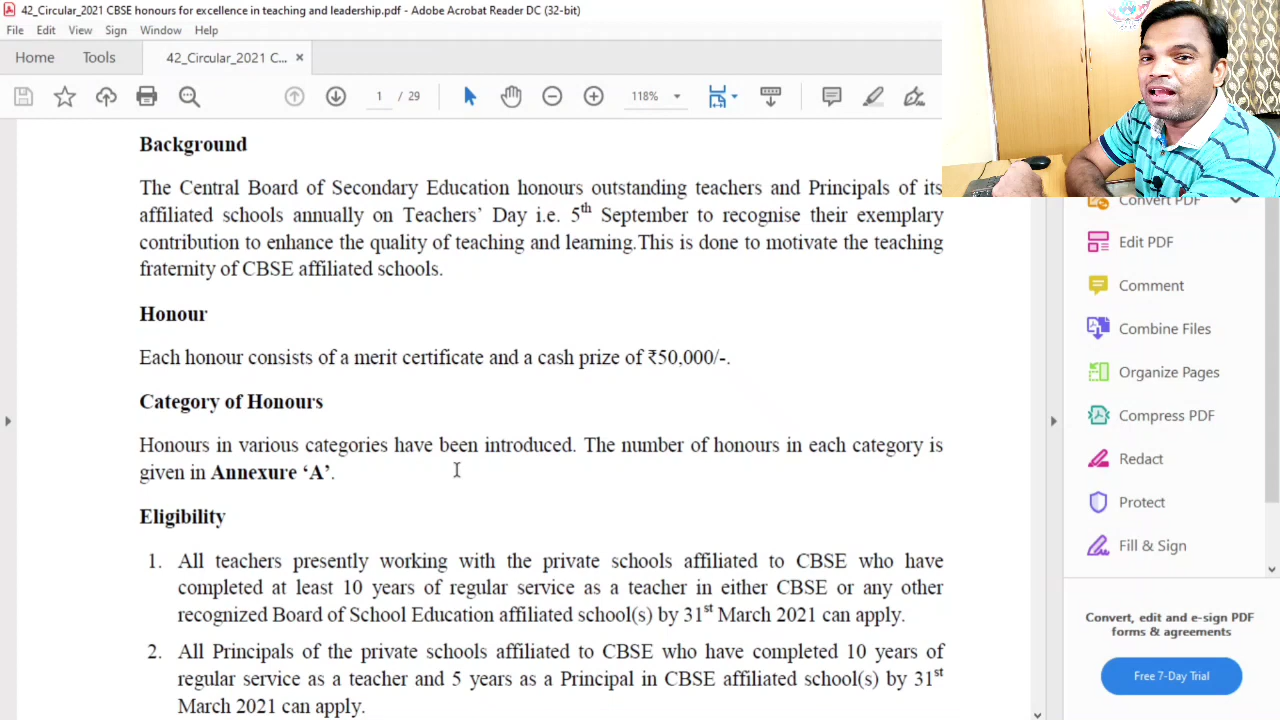 42_Circular_2021 CBSE honours for excellence in teaching and leadership.pdf - Adobe Acrobat Reader DC (32-bit)
File Edit View Sign Window Help
Home Tools 42_Circular_2021 C... ×
1 / 29 118%
Background
The Central Board of Secondary Education honours outstanding teachers and Principals of its
affiliated schools annually on Teachers’ Day i.e. 5th September to recognise their exemplary
contribution to enhance the quality of teaching and learning.This is done to motivate the teaching
fraternity of CBSE affiliated schools.
Honour
Each honour consists of a merit certificate and a cash prize of ₹50,000/-.
Category of Honours
Honours in various categories have been introduced. The number of honours in each category is
given in Annexure ‘A’.
Eligibility
1. All teachers presently working with the private schools affiliated to CBSE who have
completed at least 10 years of regular service as a teacher in either CBSE or any other
recognized Board of School Education affiliated school(s) by 31st March 2021 can apply.
2. All Principals of the private schools affiliated to CBSE who have completed 10 years of
regular service as a teacher and 5 years as a Principal in CBSE affiliated school(s) by 31st
March 2021 can apply.
Convert PDF
Edit PDF
Comment
Combine Files
Organize Pages
Compress PDF
Redact
Protect
Fill & Sign
Convert, edit and e-sign PDF
forms & agreements
Free 7-Day Trial